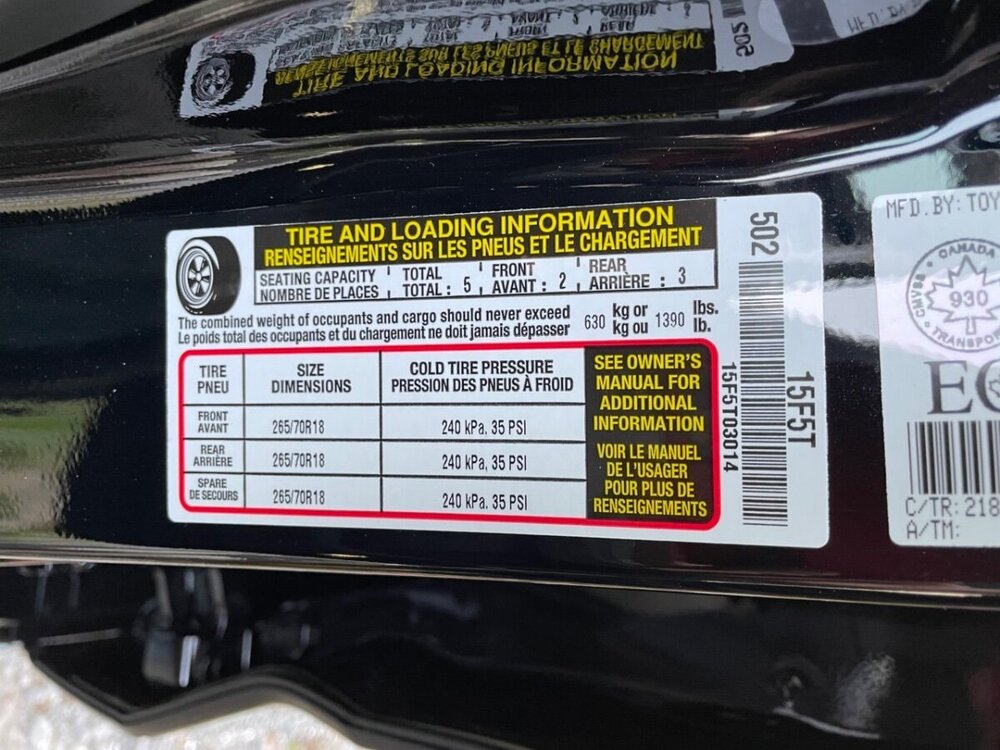 TIRE AND LOADING INFORMATION
RENSEIGNEMENTS SUR LES PNEUS ET LE CHARGEMENT
SEATING CAPACITY TOTAL FRONT REAR
NOMBRE DE PLACES TOTAL : 5 AVANT : 2 ARRIÈRE : 3
The combined weight of occupants and cargo should never exceed 630 kg or 1390 lbs.
Le poids total des occupants et du chargement ne doit jamais dépasser kg ou lb.
TIRE SIZE COLD TIRE PRESSURE
PNEU DIMENSIONS PRESSION DES PNEUS À FROID
FRONT
AVANT 265/70R18 240 kPa. 35 PSI
REAR
ARRIÈRE 265/70R18 240 kPa, 35 PSI
SPARE
DE SECOURS 265/70R18 240 kPa. 35 PSI
SEE OWNER'S
MANUAL FOR
ADDITIONAL
INFORMATION
VOIR LE MANUEL
DE L'USAGER
POUR PLUS DE
RENSEIGNEMENTS
502
15F5T03014
15F5T
MFD.BY: TOY
CANADA
CMVSS 930
TRANSPO
C/TR: 218
A/TM:
TIRE AND LOADING INFORMATION
RENSEIGNEMENTS SUR LES PNEUS ET LE CHARGEMENT